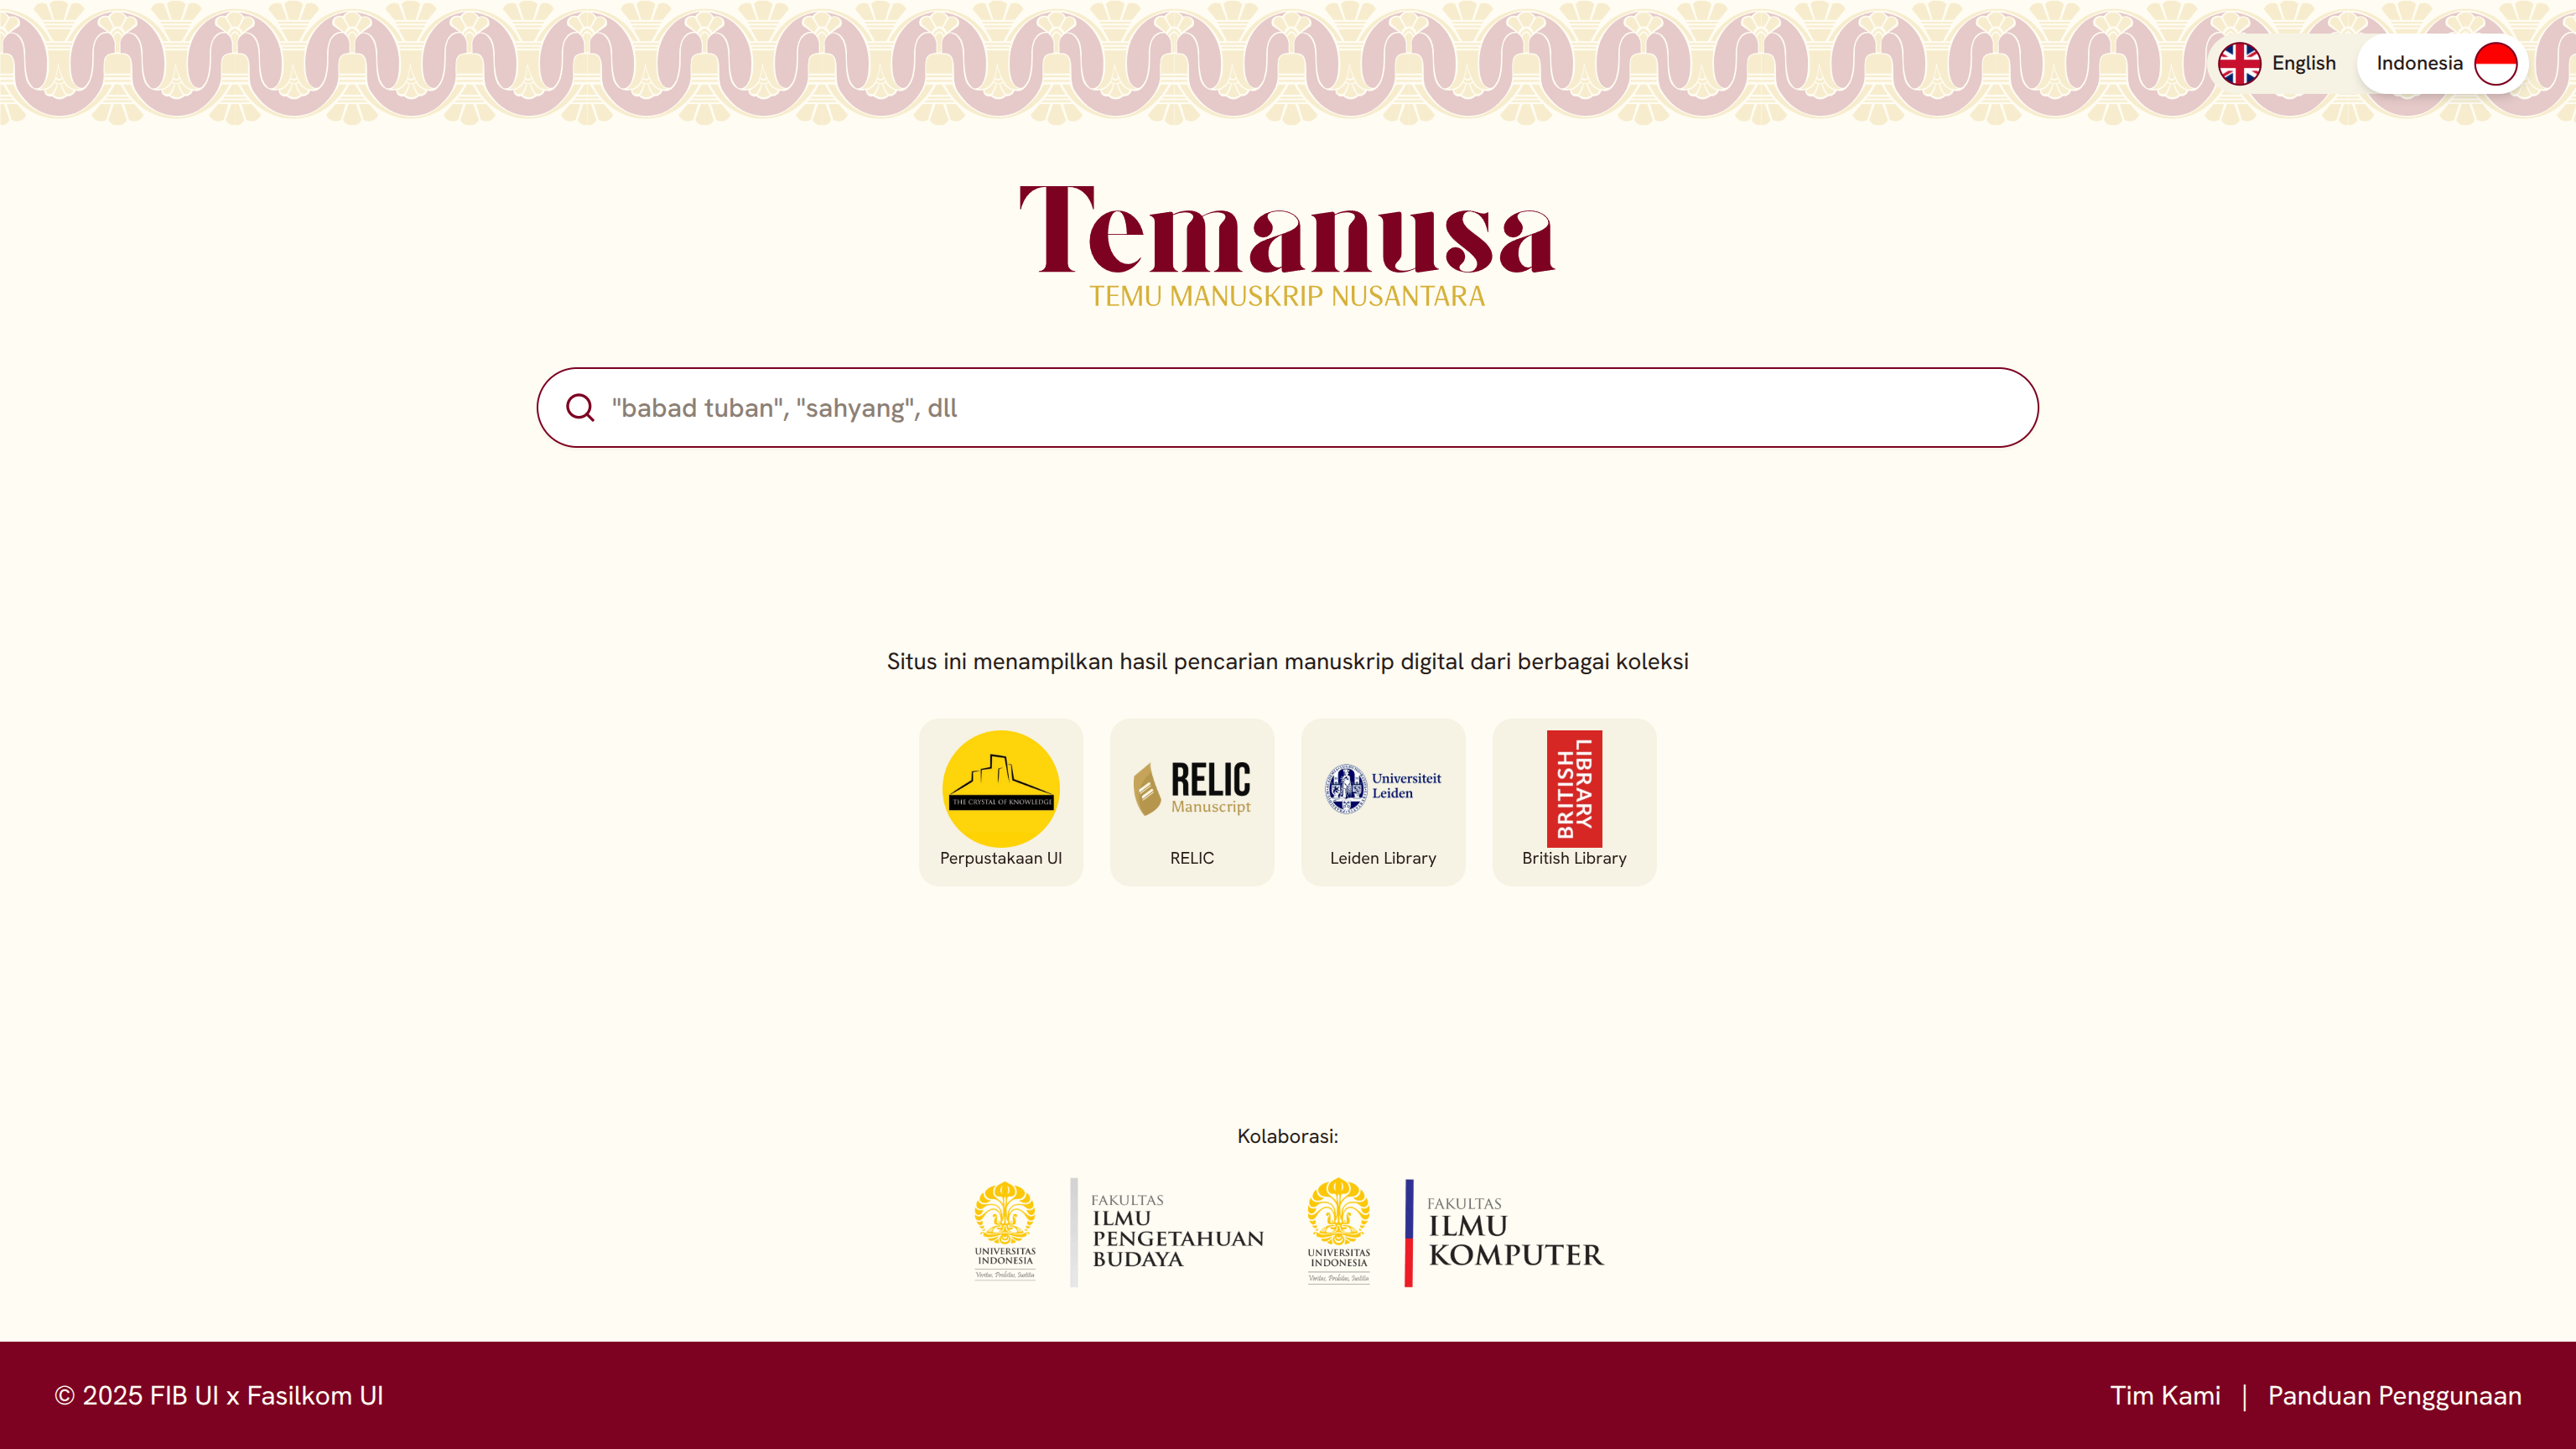 English
Indonesia
Temanusa
TEMU MANUSKRIP NUSANTARA
"babad tuban", "sahyang", dll
Situs ini menampilkan hasil pencarian manuskrip digital dari berbagai koleksi
THE CRYSTAL OF KNOWLEDGE
Perpustakaan UI
RELIC
Manuscript
RELIC
Universiteit
Leiden
Leiden Library
BRITISH
LIBRARY
British Library
Kolaborasi:
UNIVERSITAS
INDONESIA
Veritas, Probitas, Iustitia
FAKULTAS
ILMU
PENGETAHUAN
BUDAYA
UNIVERSITAS
INDONESIA
Veritas, Probitas, Iustitia
FAKULTAS
ILMU
KOMPUTER
© 2025 FIB UI x Fasilkom UI
Tim Kami | Panduan Penggunaan